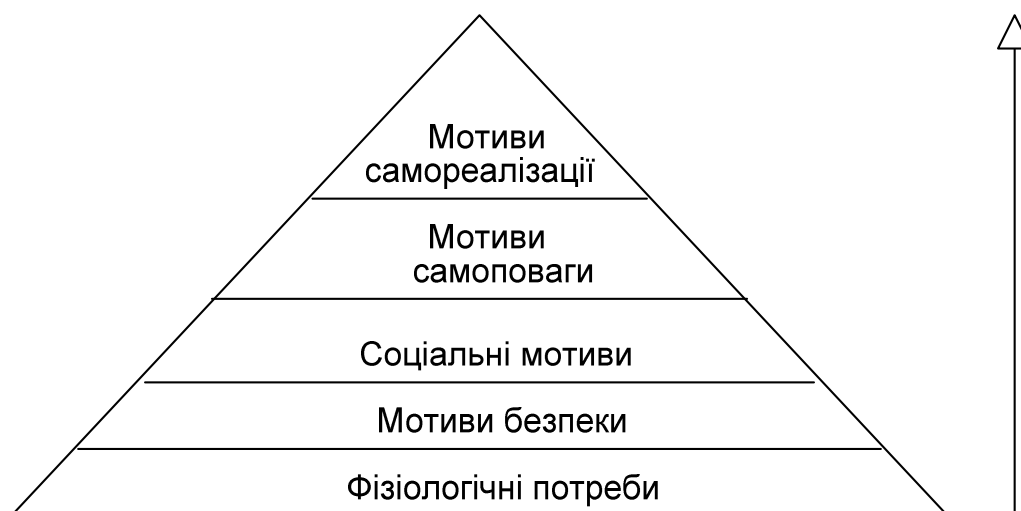 Мотиви
самореалізації
Мотиви
самоповаги
Соціальні мотиви
Мотиви безпеки
Фізіологічні потреби